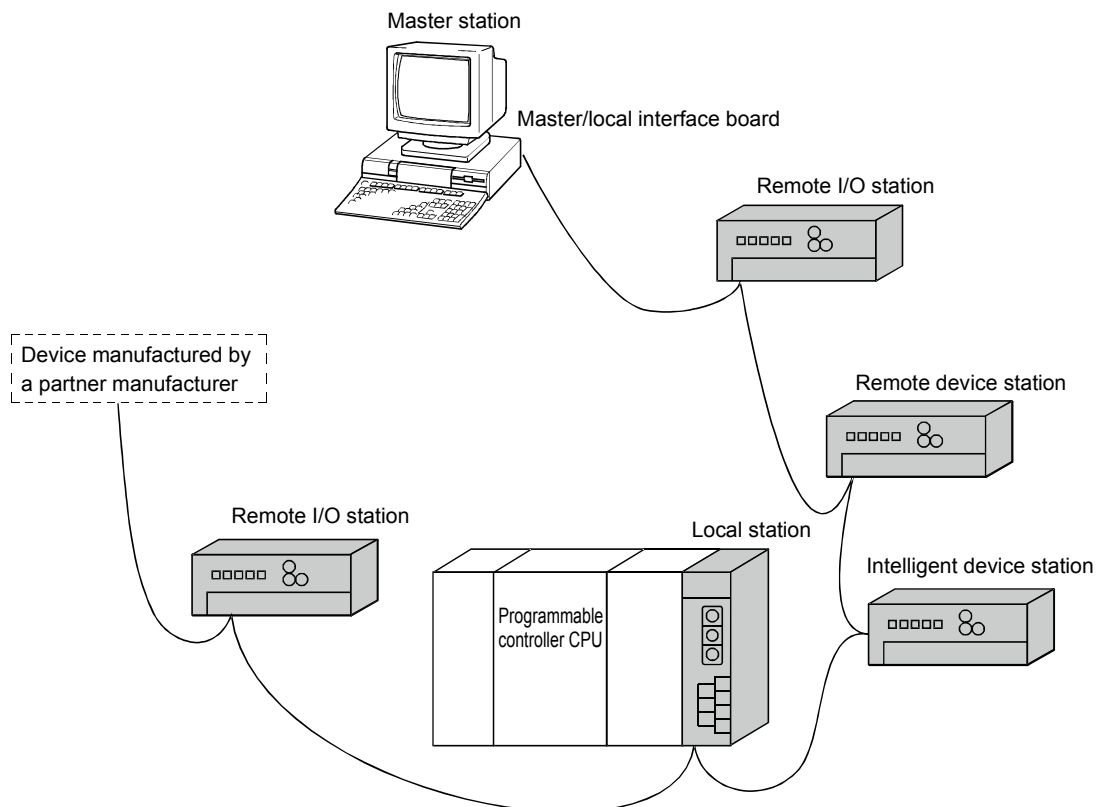 Master station
Master/local interface board
Remote I/O station
Device manufactured by
a partner manufacturer
Remote device station
Remote I/O station
Local station
Intelligent device station
Programmable
controller CPU